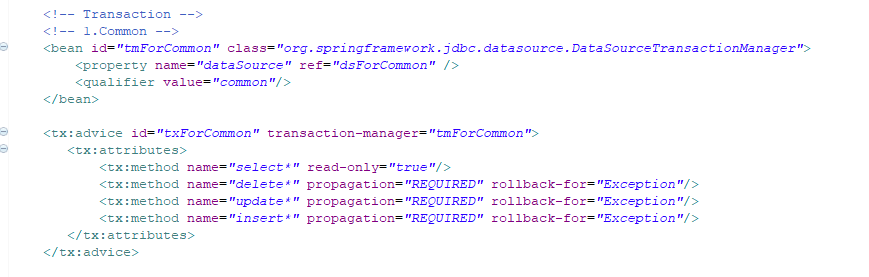 <!-- Transaction -->
<!-- 1.Common -->
<bean id="tmForCommon" class="org.springframework.jdbc.datasource.DataSourceTransactionManager">
<property name="dataSource" ref="dsForCommon" />
<qualifier value="common"/>
</bean>
<tx:advice id="txForCommon" transaction-manager="tmForCommon">
<tx:attributes>
<tx:method name="select*" read-only="true"/>
<tx:method name="delete*" propagation="REQUIRED" rollback-for="Exception"/>
<tx:method name="update*" propagation="REQUIRED" rollback-for="Exception"/>
<tx:method name="insert*" propagation="REQUIRED" rollback-for="Exception"/>
</tx:attributes>
</tx:advice>